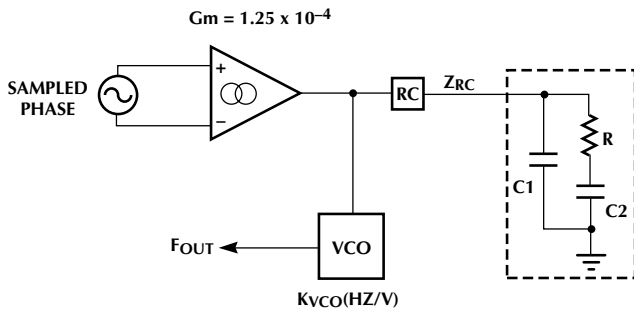 Gm = 1.25 x 10–4
SAMPLED
PHASE
+
–
RC
ZRC
R
C1
C2
FOUT
VCO
KVCO(HZ/V)